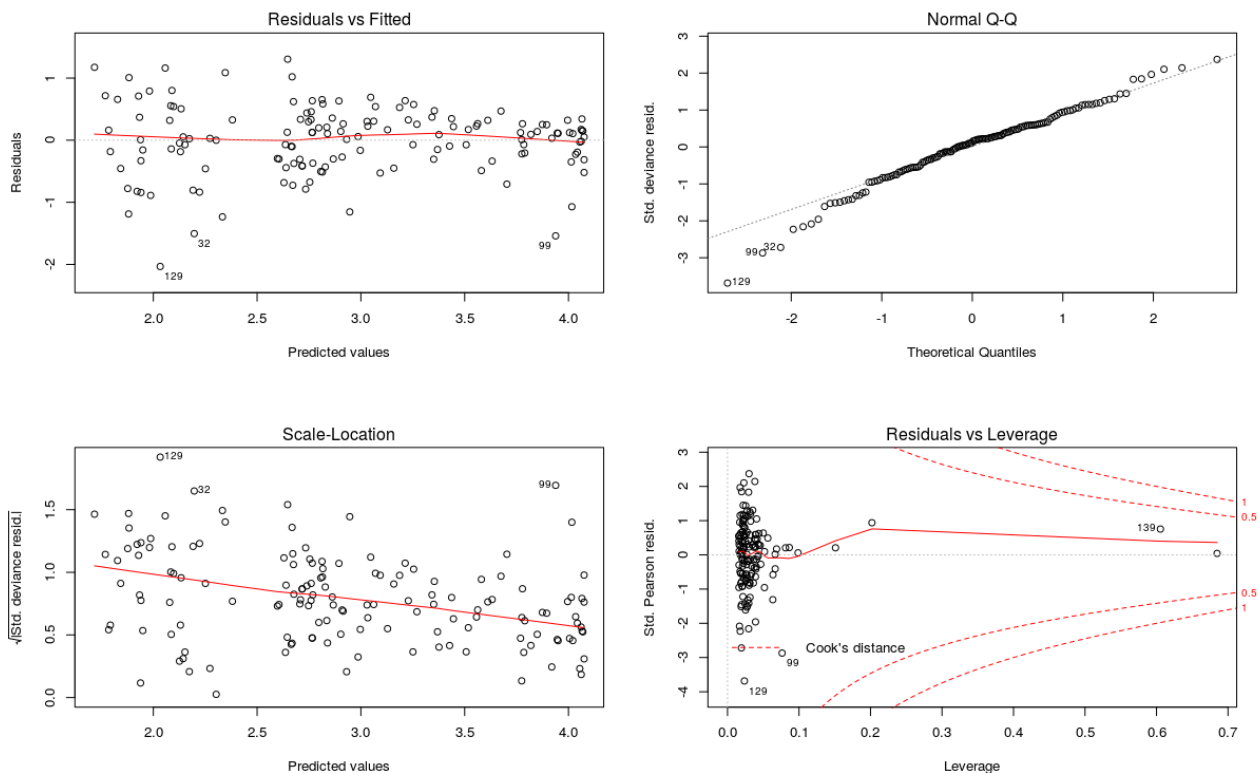 Residuals vs Fitted
Residuals
1
0
-1
-2
32
99
129
2.0 2.5 3.0 3.5 4.0
Predicted values
Normal Q-Q
Std. deviance resid.
3
2
1
0
-1
-2
-3
99 32
129
-2 -1 0 1 2
Theoretical Quantiles
Scale-Location
√|Std. deviance resid.|
1.5
1.0
0.5
0.0
129
32
99
2.0 2.5 3.0 3.5 4.0
Predicted values
Residuals vs Leverage
Std. Pearson resid.
3
2
1
0
-1
-2
-3
-4
1
0.5
139
0.5
1
Cook's distance
99
129
0.0 0.1 0.2 0.3 0.4 0.5 0.6 0.7
Leverage